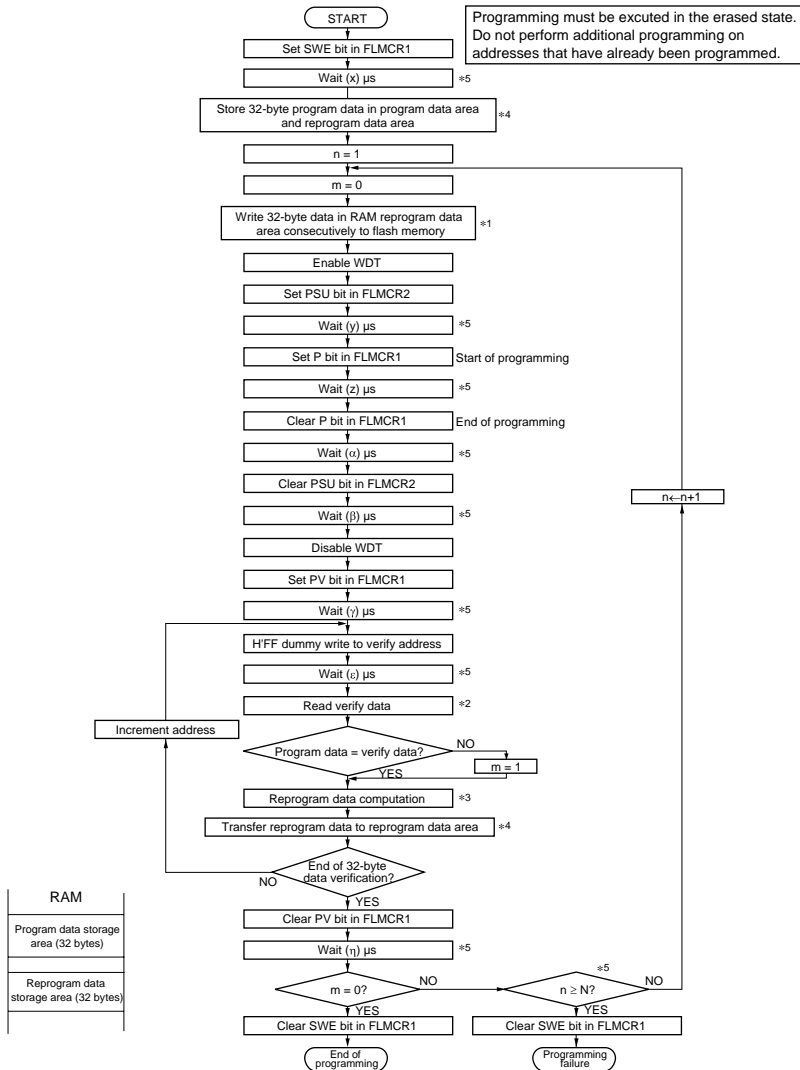 START
Programming must be excuted in the erased state.
Do not perform additional programming on
addresses that have already been programmed.
Set SWE bit in FLMCR1
Wait (x) µs
*5
Store 32-byte program data in program data area
and reprogram data area
*4
n = 1
m = 0
Write 32-byte data in RAM reprogram data
area consecutively to flash memory
*1
Enable WDT
Set PSU bit in FLMCR2
Wait (y) µs
*5
Set P bit in FLMCR1
Start of programming
Wait (z) µs
*5
Clear P bit in FLMCR1
End of programming
Wait (α) µs
*5
Clear PSU bit in FLMCR2
n←n+1
Wait (β) µs
*5
Disable WDT
Set PV bit in FLMCR1
Wait (γ) µs
*5
H'FF dummy write to verify address
Wait (ε) µs
*5
Read verify data
*2
Increment address
Program data = verify data?
NO
m = 1
YES
Reprogram data computation
*3
Transfer reprogram data to reprogram data area
*4
End of 32-byte
data verification?
NO
YES
RAM
Program data storage
area (32 bytes)
Reprogram data
storage area (32 bytes)
Clear PV bit in FLMCR1
Wait (η) µs
*5
m = 0?
NO
*5
n ≥ N?
NO
YES
YES
Clear SWE bit in FLMCR1
Clear SWE bit in FLMCR1
End of
programming
Programming
failure